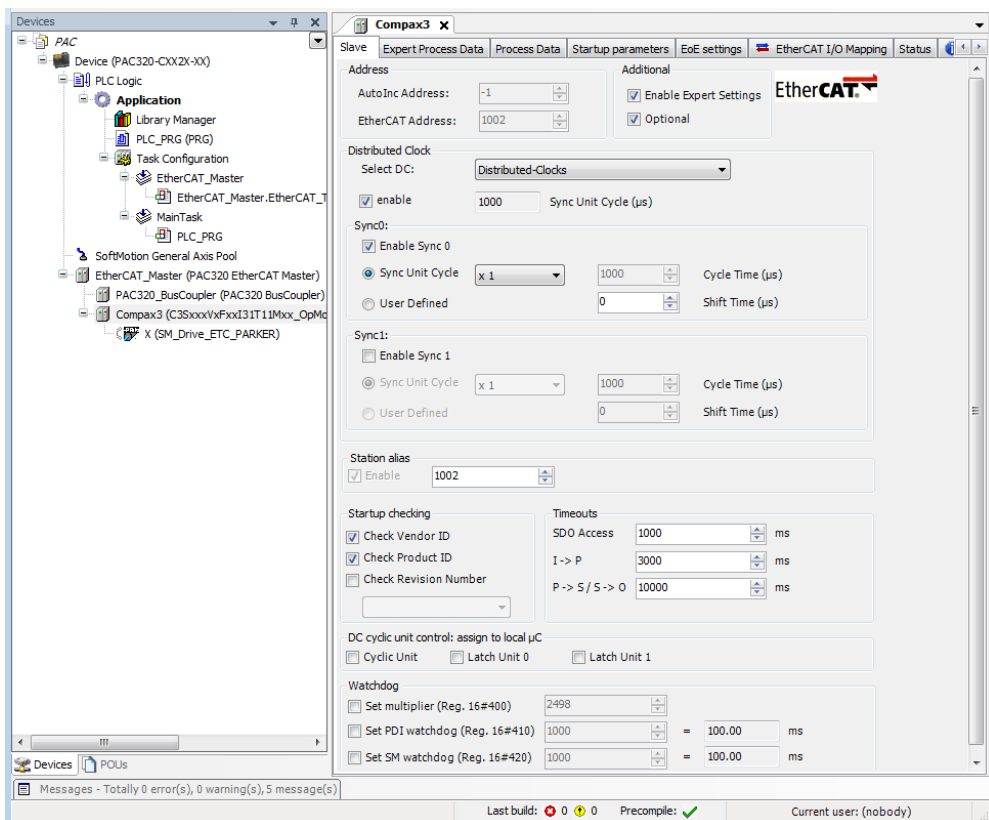 Devices
PAC
Device (PAC320-CXX2X-XX)
PLC Logic
Application
Library Manager
PLC_PRG (PRG)
Task Configuration
EtherCAT_Master
EtherCAT_Master.EtherCAT_T
MainTask
PLC_PRG
SoftMotion General Axis Pool
EtherCAT_Master (PAC320 EtherCAT Master)
PAC320_BusCoupler (PAC320 BusCoupler)
Compax3 (C3SxxxVxFxxI31T11Mxx_OpMo
X (SM_Drive_ETC_PARKER)
Devices POUs
Compax3
Slave Expert Process Data Process Data Startup parameters EoE settings EtherCAT I/O Mapping Status
Address Additional
AutoInc Address: -1 Enable Expert Settings EtherCAT.
EtherCAT Address: 1002 Optional
Distributed Clock
Select DC: Distributed-Clocks
enable 1000 Sync Unit Cycle (µs)
Sync0:
Enable Sync 0
Sync Unit Cycle x 1 1000 Cycle Time (µs)
User Defined 0 Shift Time (µs)
Sync1:
Enable Sync 1
Sync Unit Cycle x 1 1000 Cycle Time (µs)
User Defined 0 Shift Time (µs)
Station alias
Enable 1002
Startup checking Timeouts
Check Vendor ID SDO Access 1000 ms
Check Product ID I -> P 3000 ms
Check Revision Number P -> S / S -> O 10000 ms
DC cyclic unit control: assign to local µC
Cyclic Unit Latch Unit 0 Latch Unit 1
Watchdog
Set multiplier (Reg. 16#400) 2498
Set PDI watchdog (Reg. 16#410) 1000 = 100.00 ms
Set SM watchdog (Reg. 16#420) 1000 = 100.00 ms
Messages - Totally 0 error(s), 0 warning(s), 5 message(s)
Last build: 0 0 Precompile: Current user: (nobody)